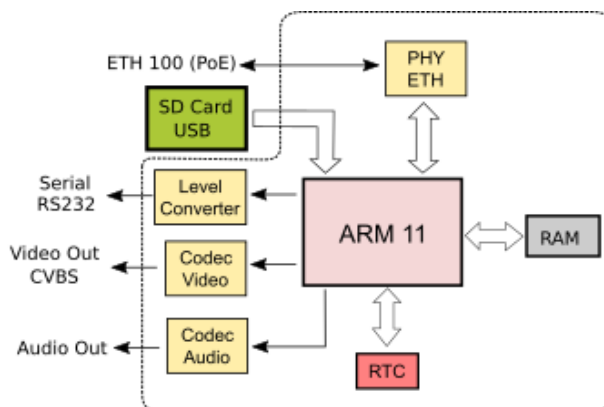 ETH 100 (PoE)
PHY
ETH
SD Card
USB
Serial
RS232
Level
Converter
ARM 11
RAM
Video Out
CVBS
Codec
Video
Audio Out
Codec
Audio
RTC